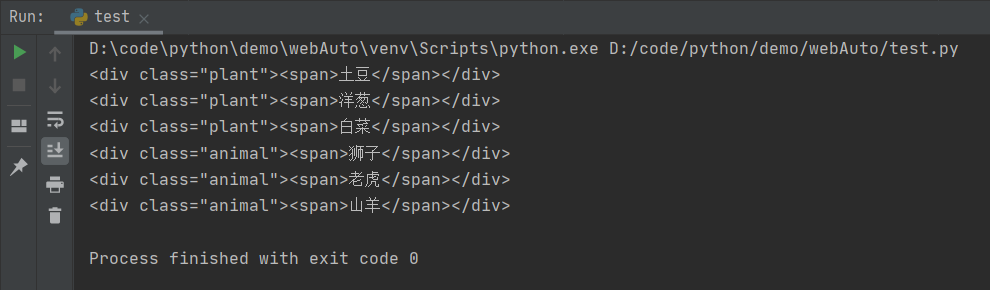 Run: test
D:\code\python\demo\webAuto\venv\Scripts\python.exe D:/code/python/demo/webAuto/test.py
<div class="plant"><span>土豆</span></div>
<div class="plant"><span>洋葱</span></div>
<div class="plant"><span>白菜</span></div>
<div class="animal"><span>狮子</span></div>
<div class="animal"><span>老虎</span></div>
<div class="animal"><span>山羊</span></div>
Process finished with exit code 0